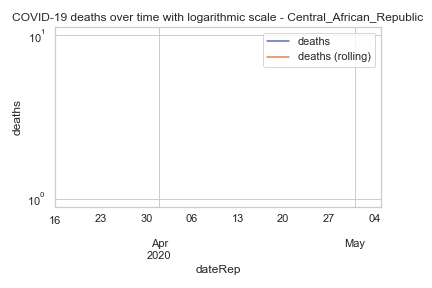 COVID-19 deaths over time with logarithmic scale - Central_African_Republic
10¹
deaths
deaths (rolling)
deaths
10⁰
16 23 30 06 13 20 27 04
Apr May
2020
dateRep